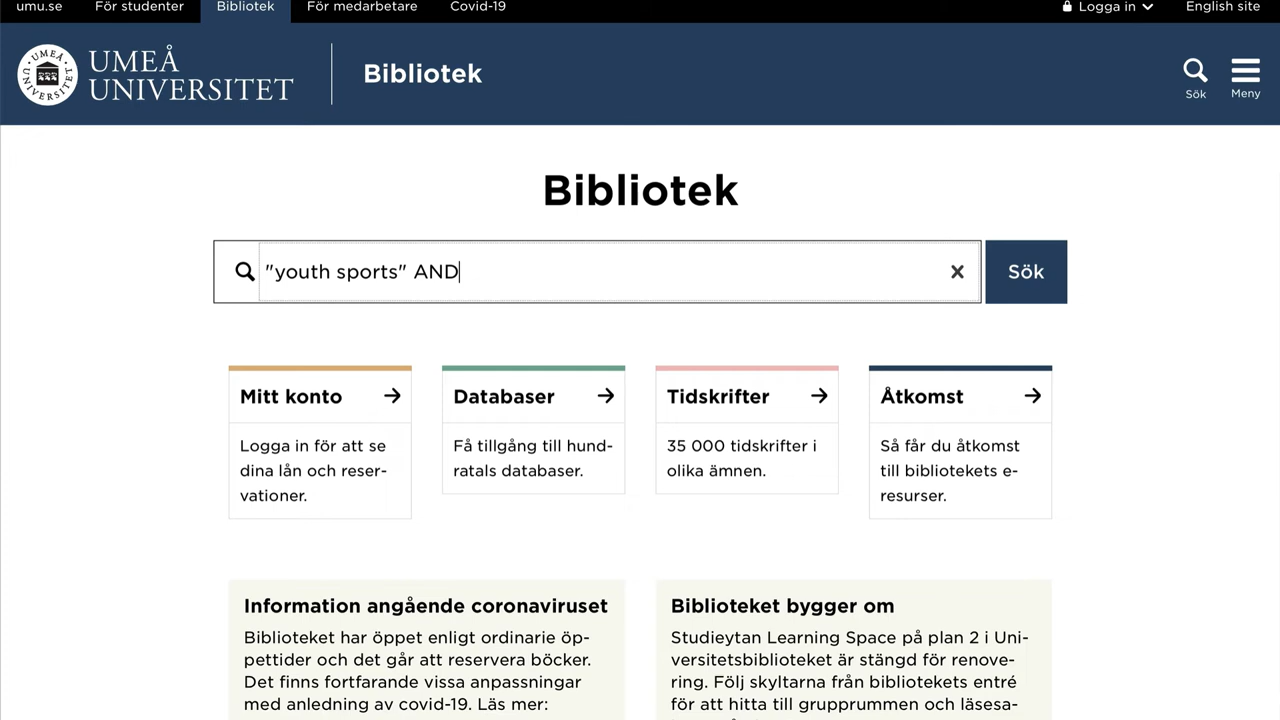 umu.se För studenter Bibliotek För medarbetare Covid-19 Logga in English site
UMEÅ
UNIVERSITET
Bibliotek
Sök Meny
Bibliotek
"youth sports" AND
Sök
Mitt konto
Logga in för att se
dina lån och reser-
vationer.
Databaser
Få tillgång till hund-
ratals databaser.
Tidskrifter
35 000 tidskrifter i
olika ämnen.
Åtkomst
Så får du åtkomst
till bibliotekets e-
resurser.
Information angående coronaviruset
Biblioteket har öppet enligt ordinarie öp-
pettider och det går att reservera böcker.
Det finns fortfarande vissa anpassningar
med anledning av covid-19. Läs mer:
Biblioteket bygger om
Studieytan Learning Space på plan 2 i Uni-
versitetsbiblioteket är stängd för renove-
ring. Följ skyltarna från bibliotekets entré
för att hitta till grupprummen och läsesa-